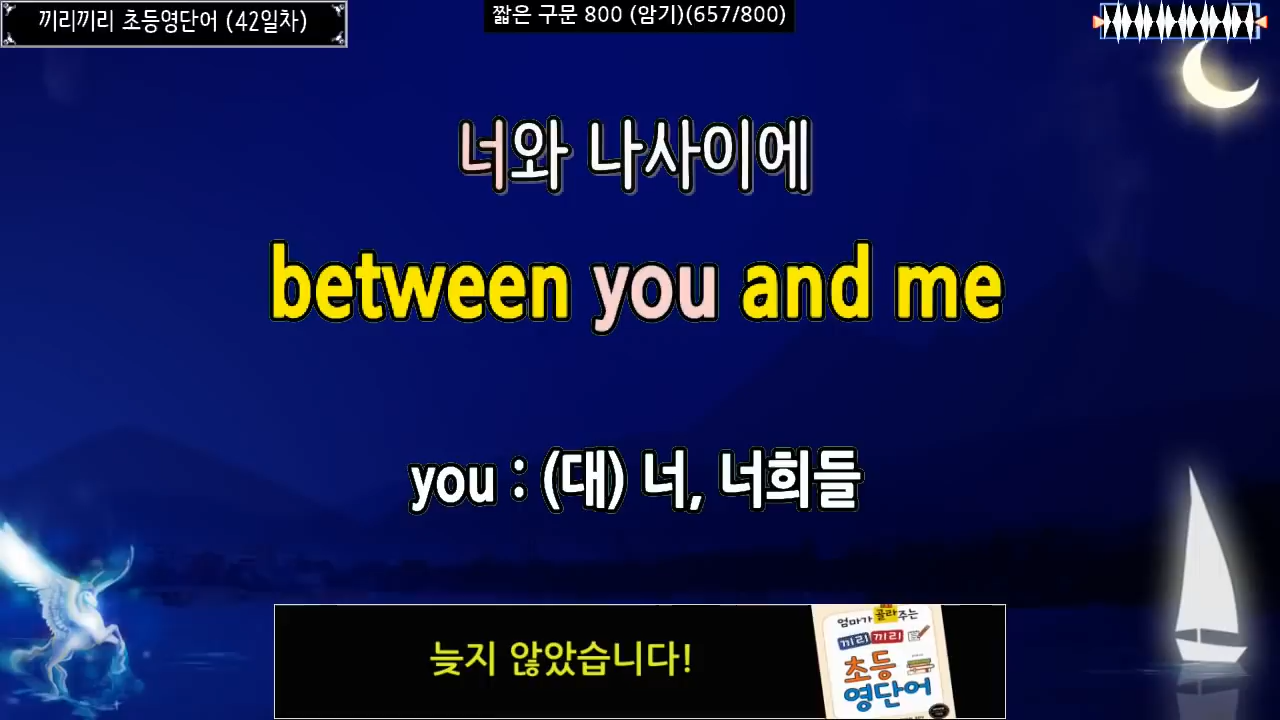 끼리끼리 초등영단어 (42일차)
짧은 구문 800 (암기)(657/800)
너와 나사이에
between you and me
you : (대) 너, 너희들
늦지 않았습니다!
엄마가 골라주는
끼리끼리
초등
영단어